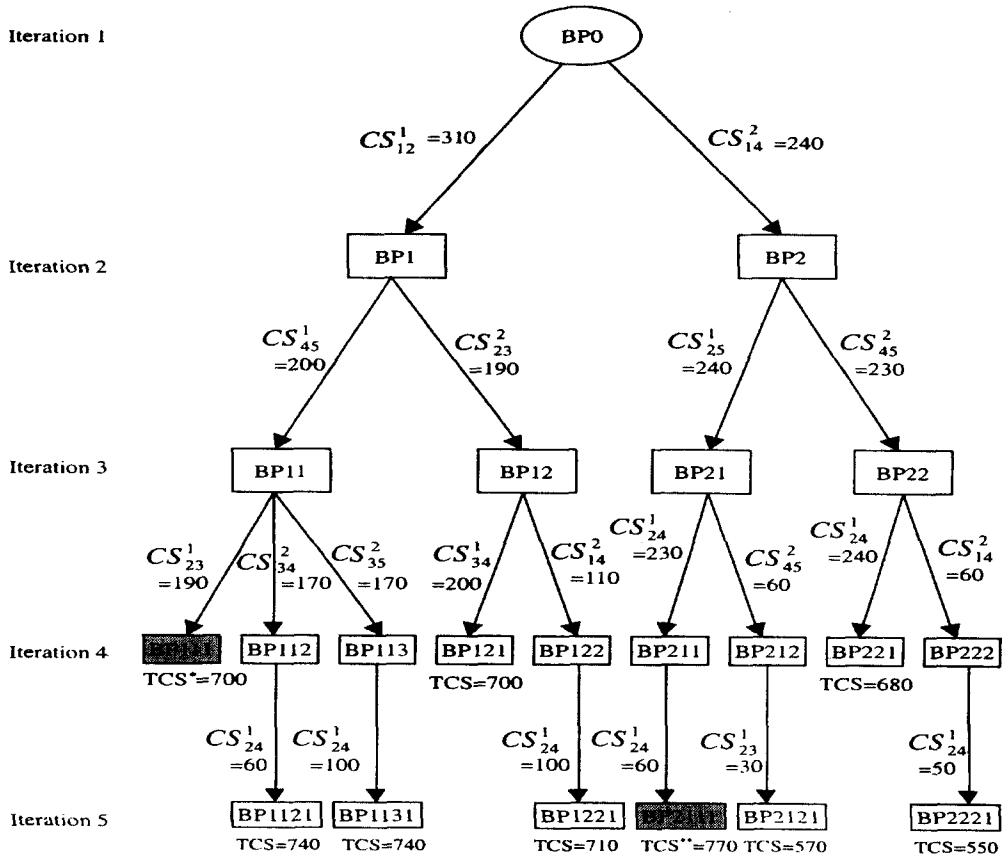 Iteration 1
BP0
CS¹₁₂ =310
CS²₁₄ =240
Iteration 2
BP1
BP2
CS¹₄₅ =200
CS²₂₃ =190
CS¹₂₅ =240
CS²₄₅ =230
Iteration 3
BP11
BP12
BP21
BP22
CS¹₂₃ =190
CS²₃₄ =170
CS²₃₅ =170
CS¹₃₄ =200
CS²₁₄ =110
CS¹₂₄ =230
CS²₄₅ =60
CS¹₂₄ =240
CS²₁₄ =60
Iteration 4
BP111
BP112
BP113
BP121
BP122
BP211
BP212
BP221
BP222
TCS*=700
TCS=700
TCS=680
CS¹₂₄ =60
CS¹₂₄ =100
CS¹₂₄ =100
CS¹₂₄ =60
CS¹₂₃ =30
CS¹₂₄ =50
Iteration 5
BP1121
BP1131
BP1221
BP2111
BP2121
BP2221
TCS=740
TCS=740
TCS=710
TCS**=770
TCS=570
TCS=550